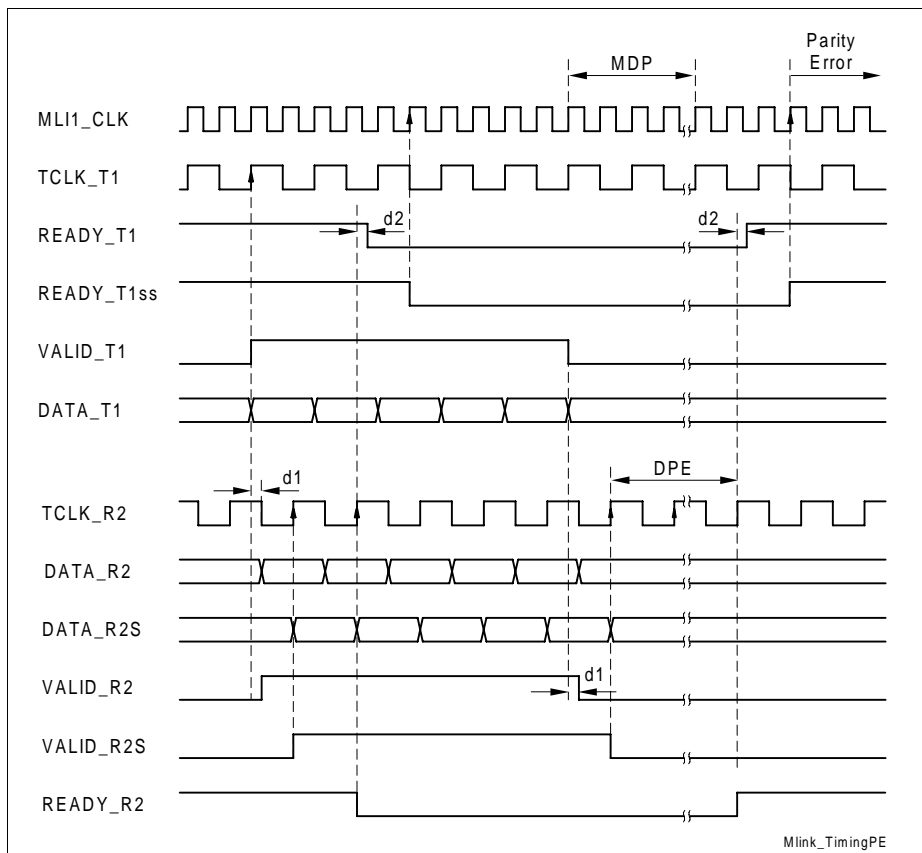 MDP
Parity
Error
MLI1_CLK
TCLK_T1
READY_T1
d2
d2
READY_T1ss
VALID_T1
DATA_T1
d1
DPE
TCLK_R2
DATA_R2
DATA_R2S
VALID_R2
d1
VALID_R2S
READY_R2
Mlink_TimingPE